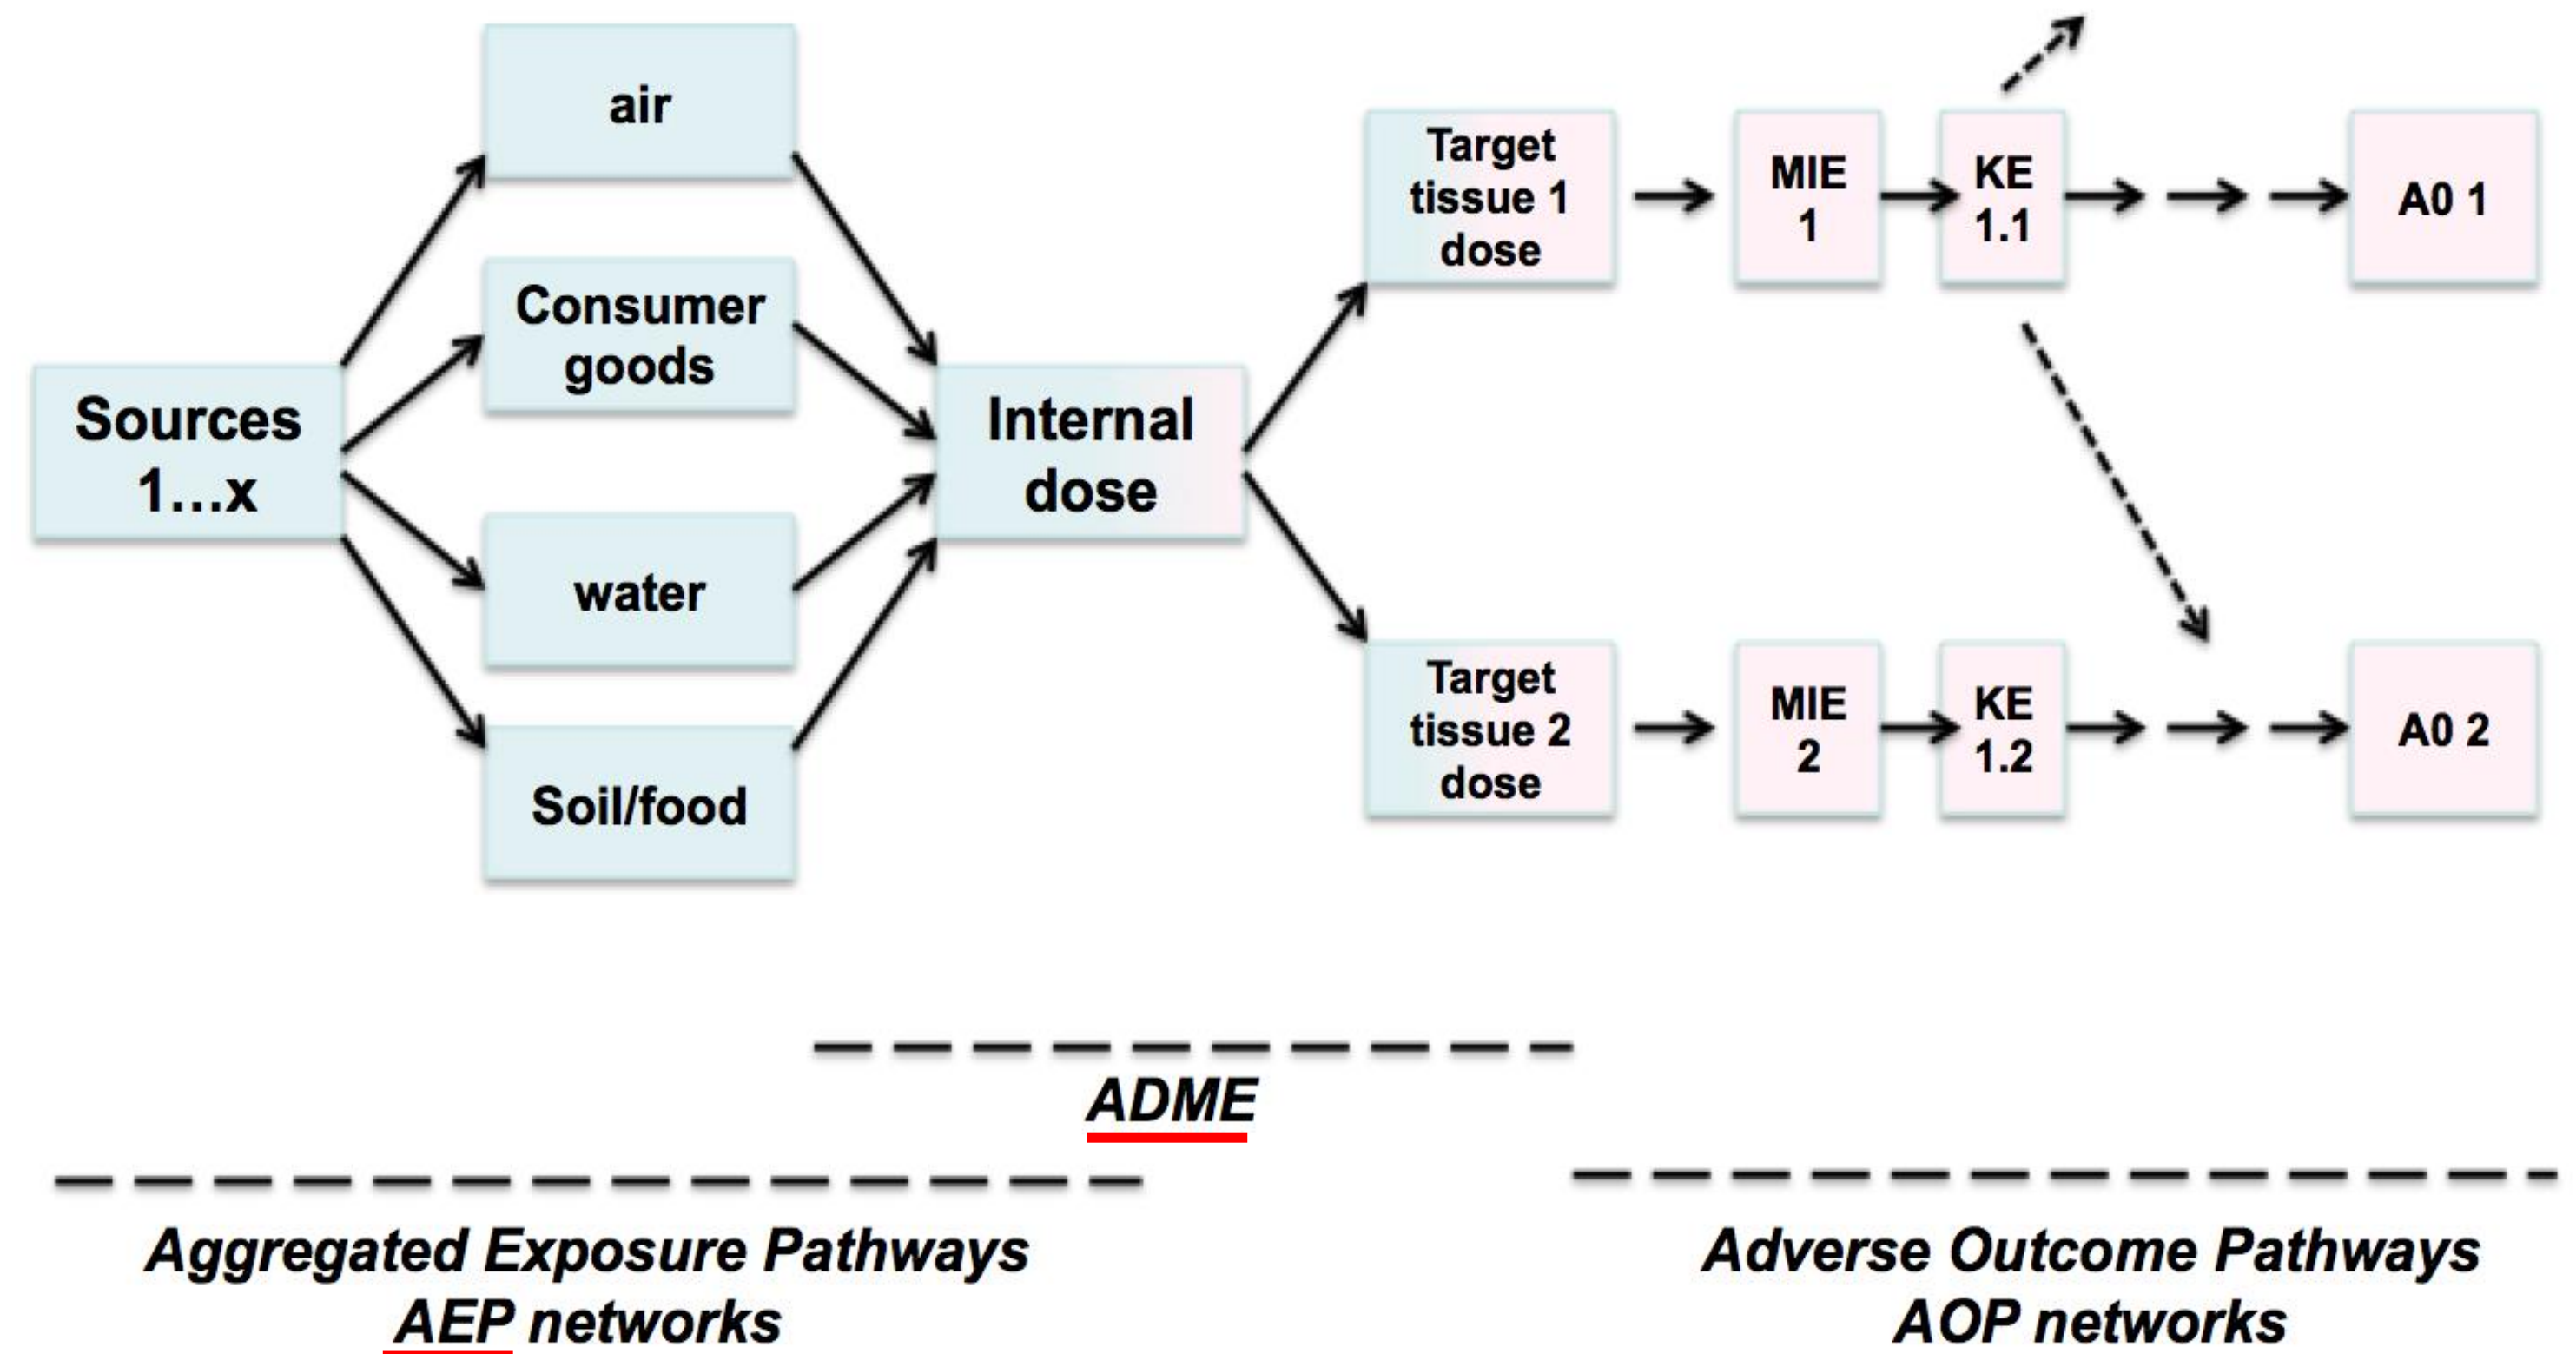 air
Consumer
goods
Sources
1...x
water
Soil/food
Internal
dose
Target
tissue 1
dose
MIE
1
KE
1.1
A0 1
Target
tissue 2
dose
MIE
2
KE
1.2
A0 2
ADME
Aggregated Exposure Pathways
AEP networks
Adverse Outcome Pathways
AOP networks